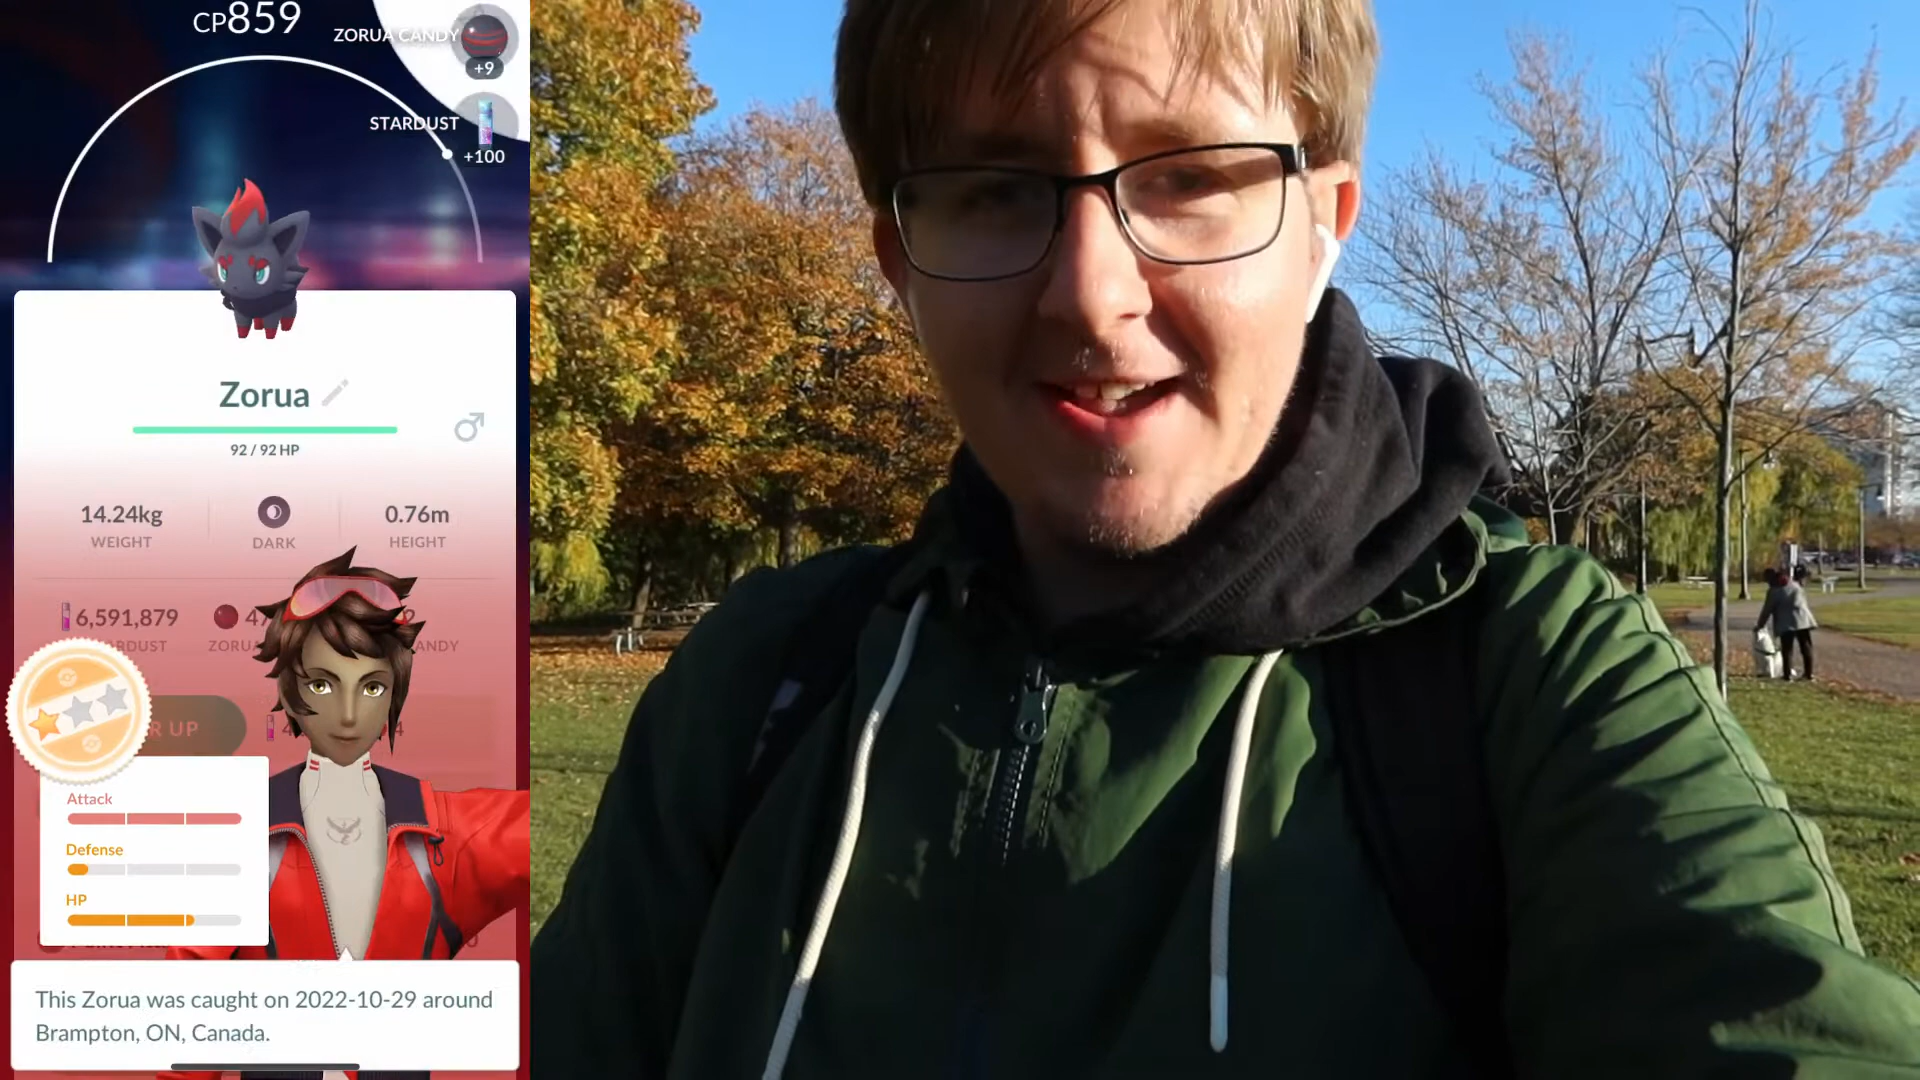 CP859
ZORUA CANDY
+9
STARDUST
+100
Zorua
92 / 92 HP
14.24kg
WEIGHT
DARK
0.76m
HEIGHT
6,591,879
Attack
Defense
HP
This Zorua was caught on 2022-10-29 around
Brampton, ON, Canada.